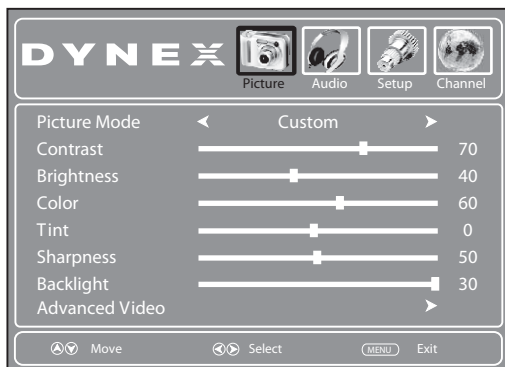 DYNEX
Picture Audio Setup Channel
Picture Mode Custom
Contrast 70
Brightness 40
Color 60
Tint 0
Sharpness 50
Backlight 30
Advanced Video
Move Select MENU Exit